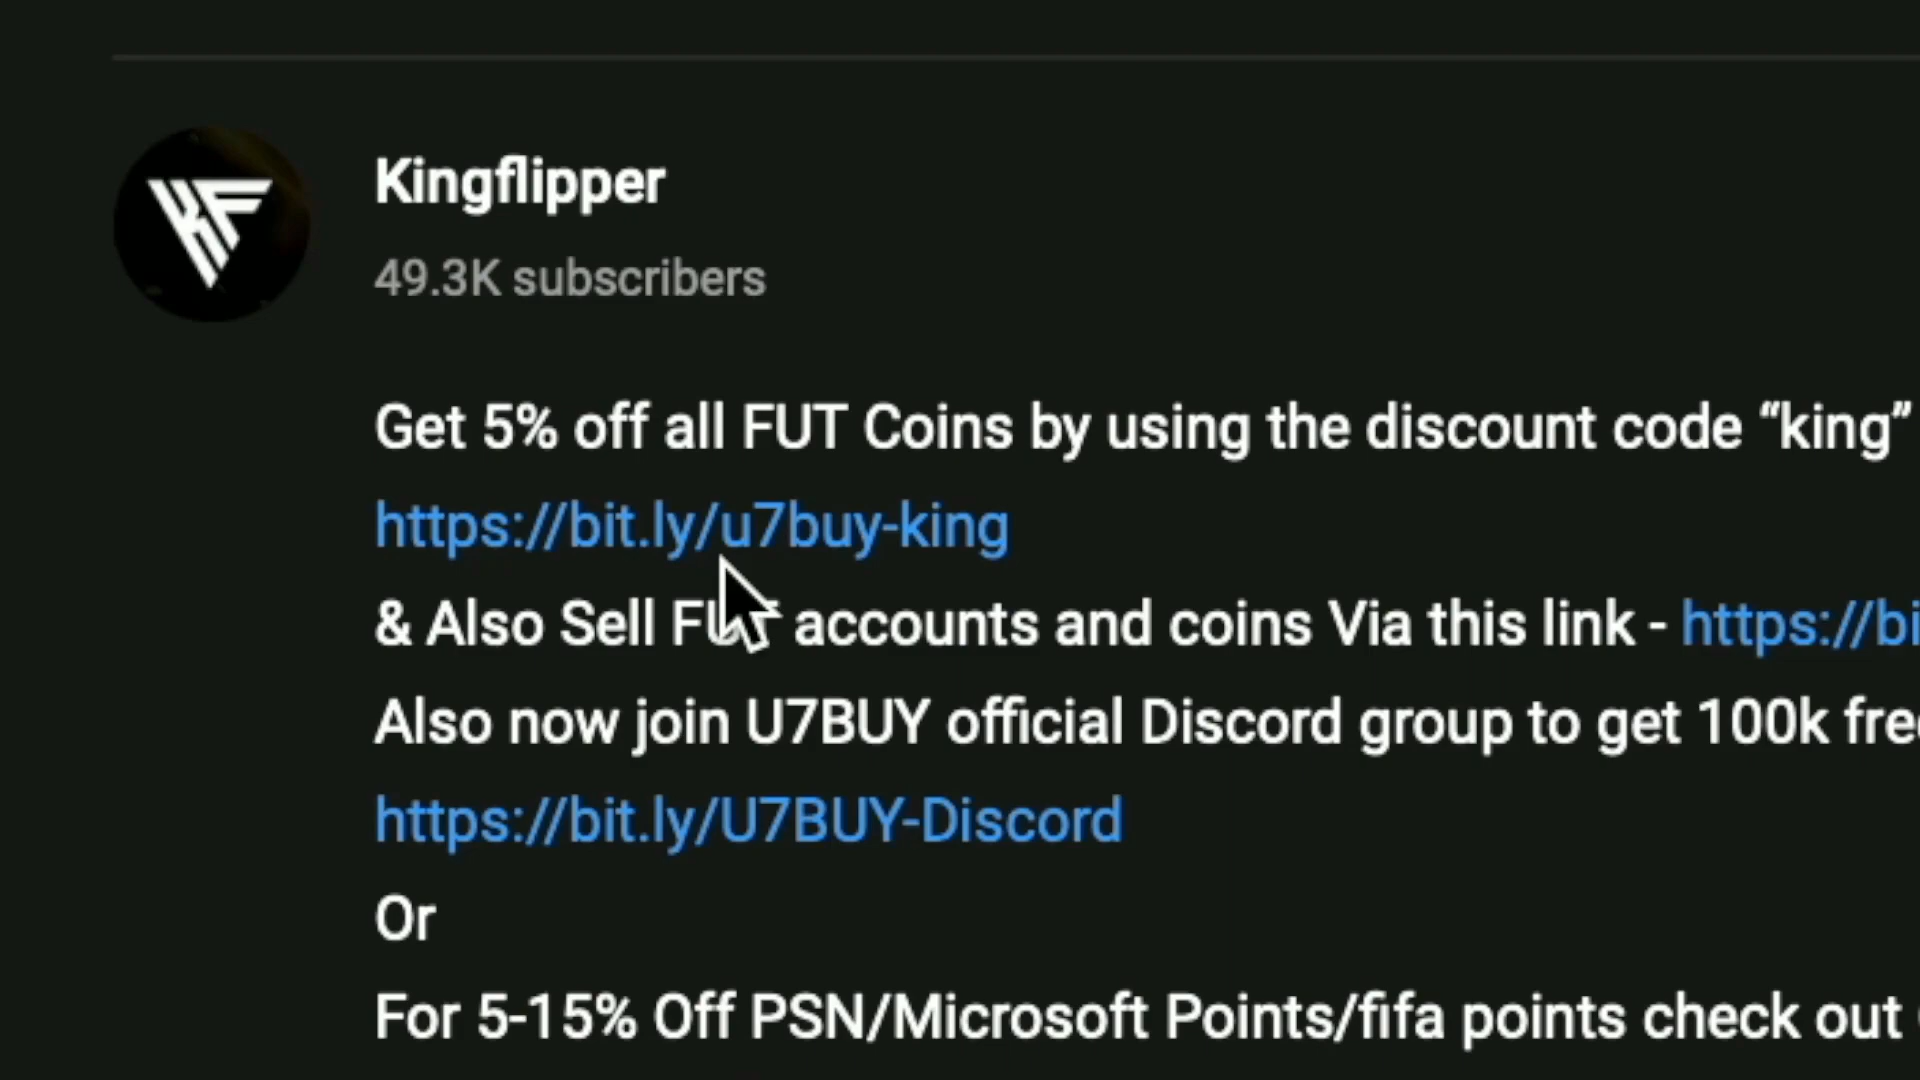 Kingflipper
49.3K subscribers
Get 5% off all FUT Coins by using the discount code “king”
https://bit.ly/u7buy-king
& Also Sell FUT accounts and coins Via this link - https://bi
Also now join U7BUY official Discord group to get 100k fre
https://bit.ly/U7BUY-Discord
Or
For 5-15% Off PSN/Microsoft Points/fifa points check out